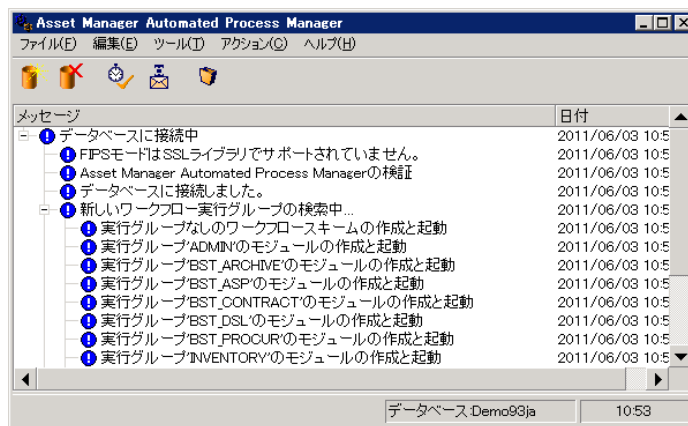 Asset Manager Automated Process Manager
ファイル(F) 編集(E) ツール(T) アクション(C) ヘルプ(H)
メッセージ 日付
データベースに接続中 2011/06/03 10:5
FIPSモードはSSLライブラリでサポートされていません。 2011/06/03 10:5
Asset Manager Automated Process Managerの検証 2011/06/03 10:5
データベースに接続しました。 2011/06/03 10:5
新しいワークフロー実行グループの検索中... 2011/06/03 10:5
実行グループなしのワークフロースキームの作成と起動 2011/06/03 10:5
実行グループ'ADMIN'のモジュールの作成と起動 2011/06/03 10:5
実行グループ'BST_ARCHIVE'のモジュールの作成と起動 2011/06/03 10:5
実行グループ'BST_ASP'のモジュールの作成と起動 2011/06/03 10:5
実行グループ'BST_CONTRACT'のモジュールの作成と起動 2011/06/03 10:5
実行グループ'BST_DSL'のモジュールの作成と起動 2011/06/03 10:5
実行グループ'BST_PROCUR'のモジュールの作成と起動 2011/06/03 10:5
実行グループ'INVENTORY'のモジュールの作成と起動 2011/06/03 10:5
データベース:Demo93ja 10:53